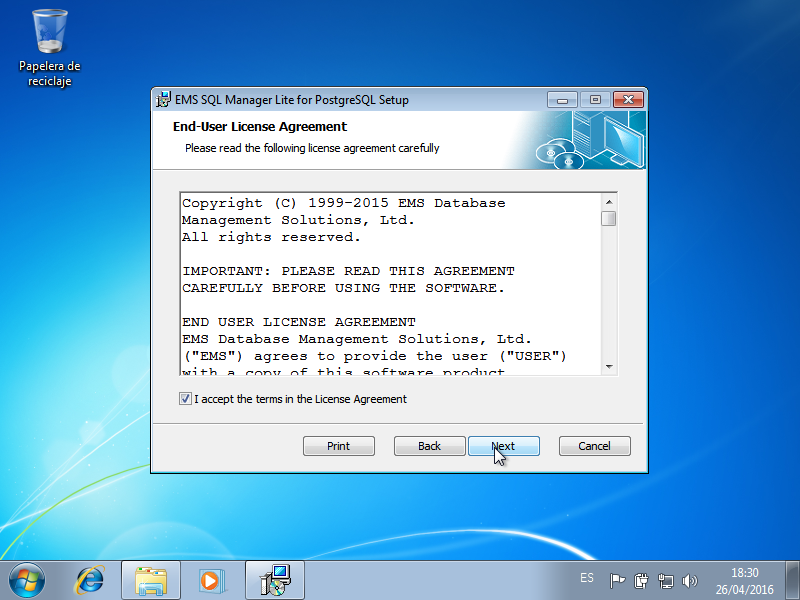 Papelera de
reciclaje
EMS SQL Manager Lite for PostgreSQL Setup
End-User License Agreement
Please read the following license agreement carefully
Copyright (C) 1999-2015 EMS Database
Management Solutions, Ltd.
All rights reserved.
IMPORTANT: PLEASE READ THIS AGREEMENT
CAREFULLY BEFORE USING THE SOFTWARE.
END USER LICENSE AGREEMENT
EMS Database Management Solutions, Ltd.
("EMS") agrees to provide the user ("USER")
with a copy of this software product
I accept the terms in the License Agreement
Print
Back
Next
Cancel
ES
18:30
26/04/2016